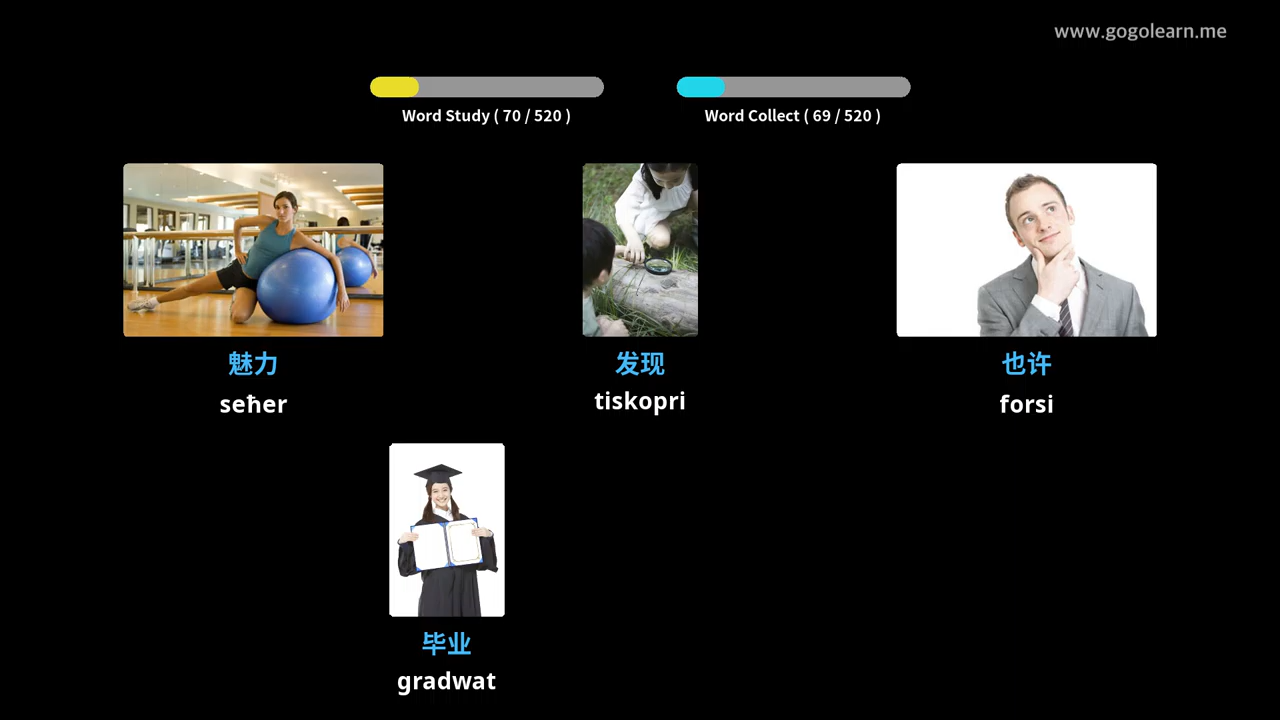 www.gogolearn.me
Word Study ( 70 / 520 )
Word Collect ( 69 / 520 )
魅力
seħer
发现
tiskopri
也许
forsi
毕业
gradwat